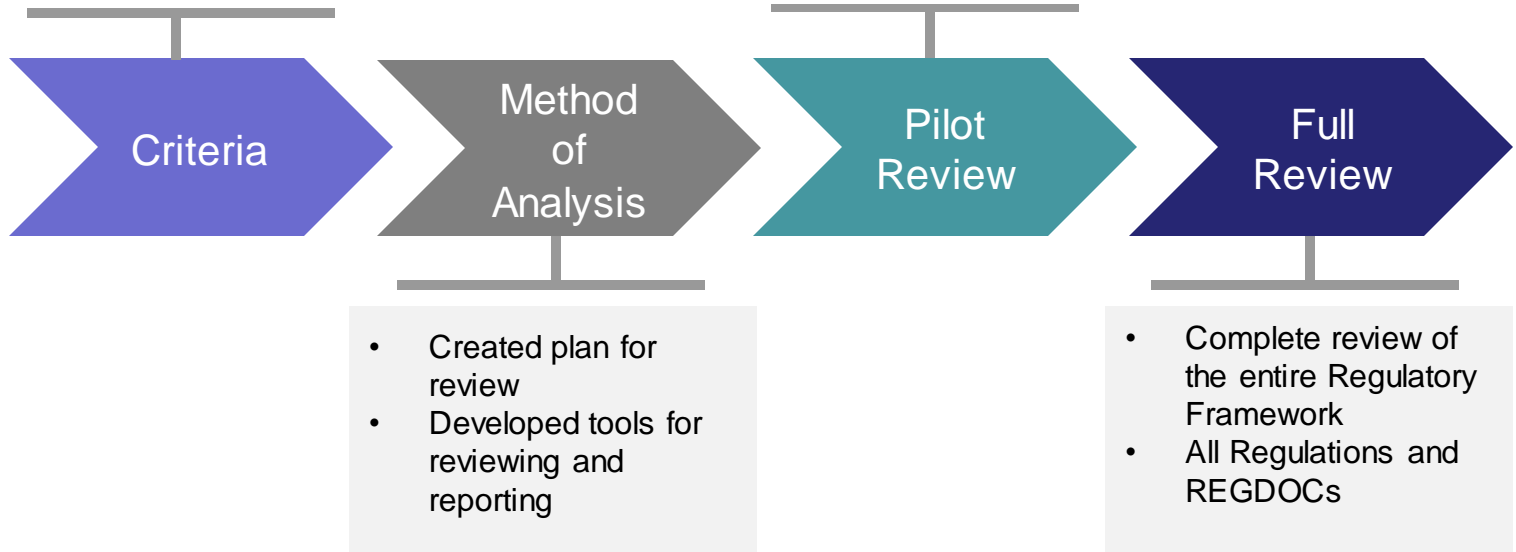 Criteria
Method
of
Analysis
Pilot
Review
Full
Review
• Created plan for
review
• Developed tools for
reviewing and
reporting
• Complete review of
the entire Regulatory
Framework
• All Regulations and
REGDOCs